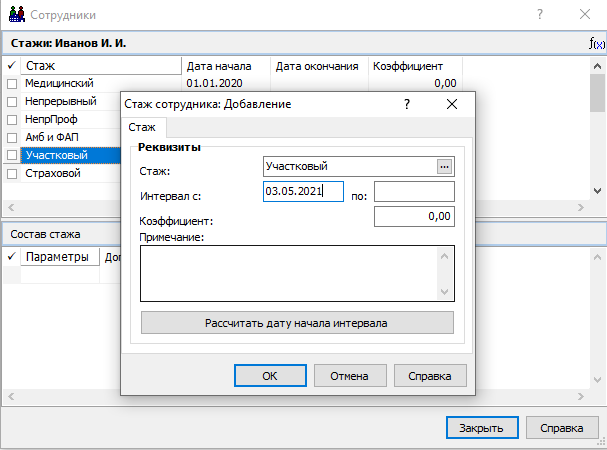 Сотрудники ? ×
Стажи: Иванов И. И. f(x)
✓ Стаж Дата начала Дата окончания Коэффициент
Медицинский 01.01.2020 0,00
Непрерывный
НепрПроф
Амб и ФАП
Участковый
Страховой
Стаж сотрудника: Добавление ? ×
Стаж
Реквизиты
Стаж: Участковый ...
Интервал с: 03.05.2021 по:
Коэффициент: 0,00
Примечание:
Рассчитать дату начала интервала
ОК Отмена Справка
Состав стажа
✓ Параметры
Закрыть Справка